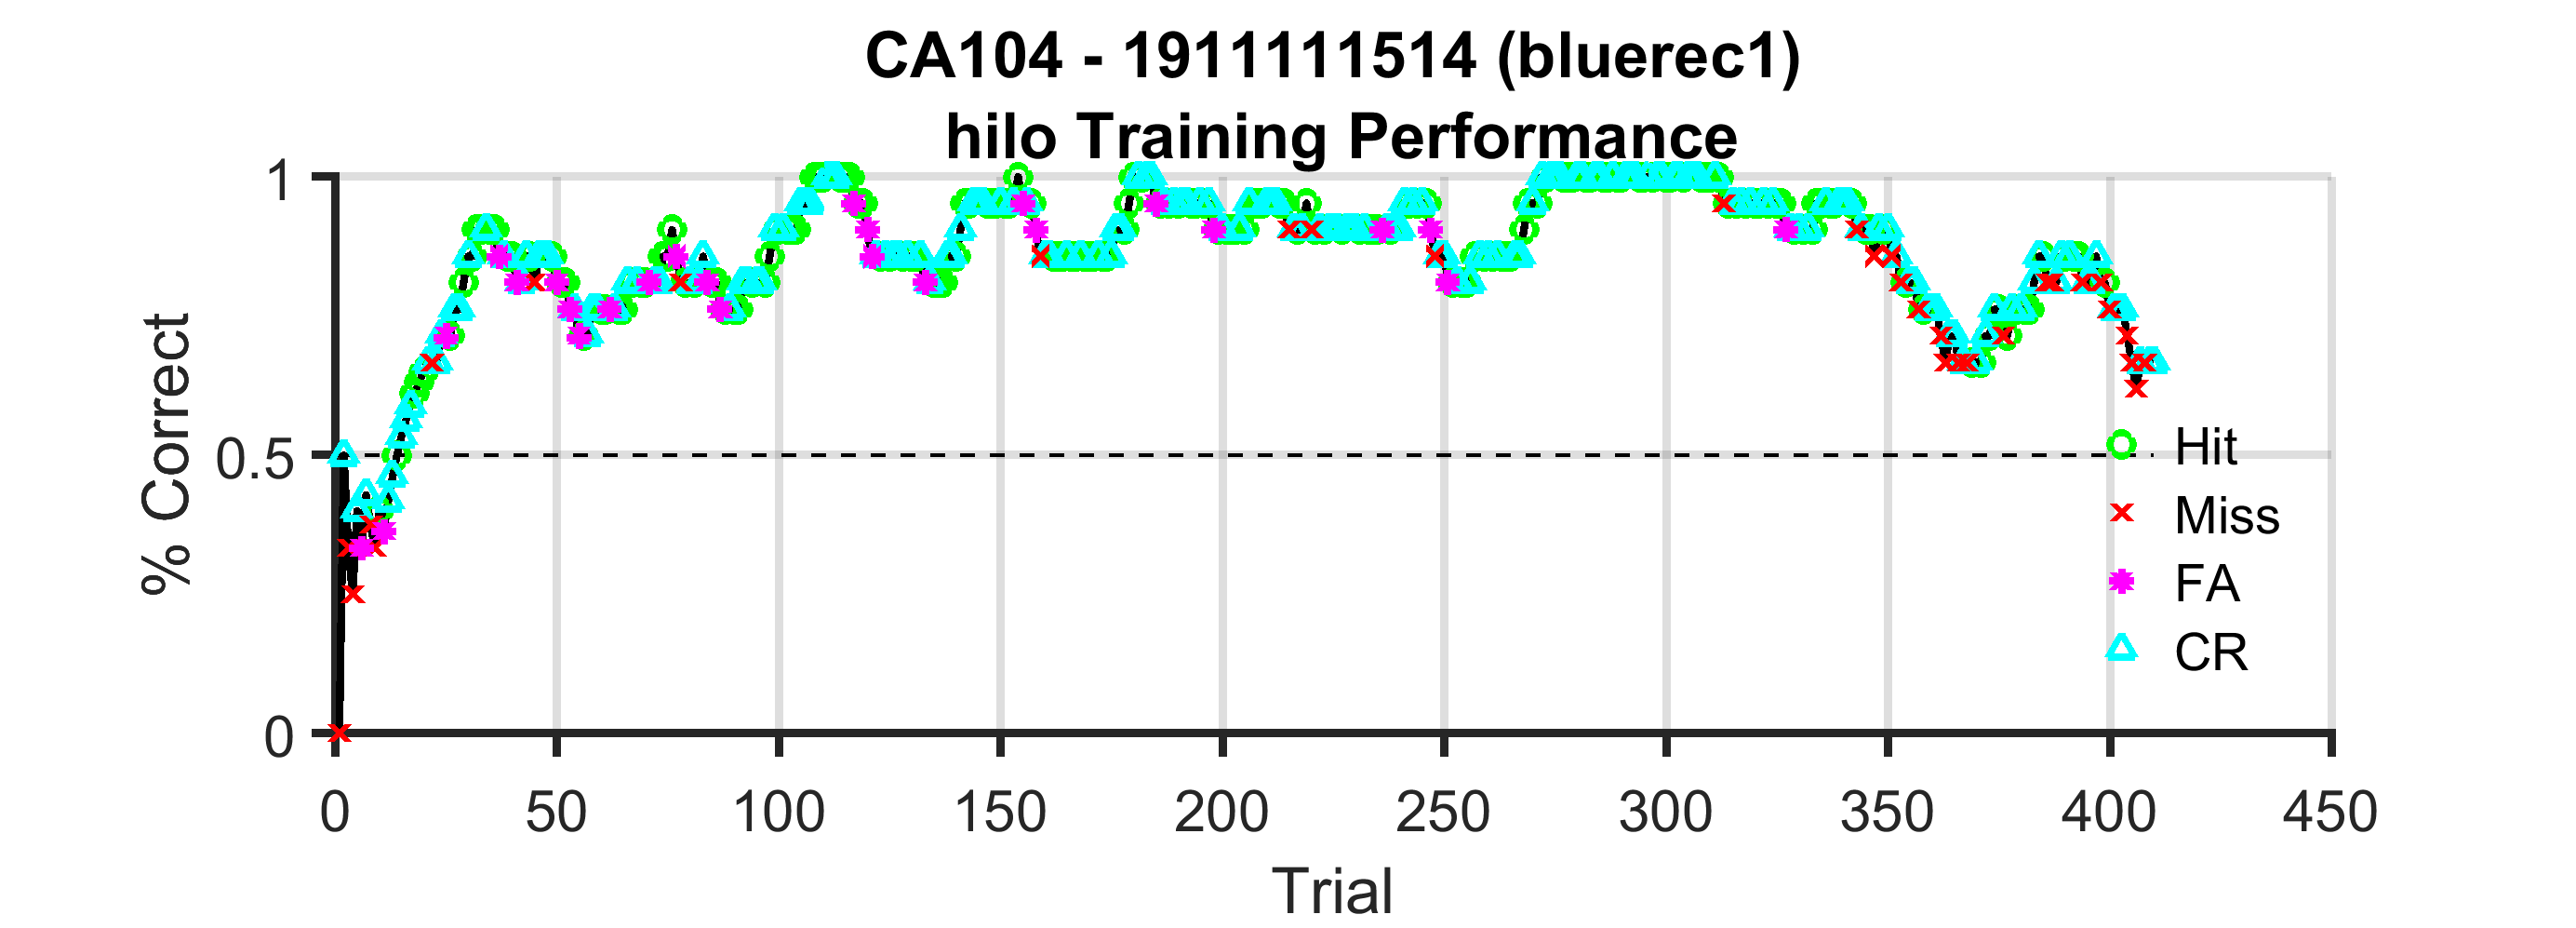 CA104 - 1911111514 (bluerec1)
hilo Training Performance
% Correct
1
0.5
0
0 50 100 150 200 250 300 350 400 450
Trial
Hit
Miss
FA
CR